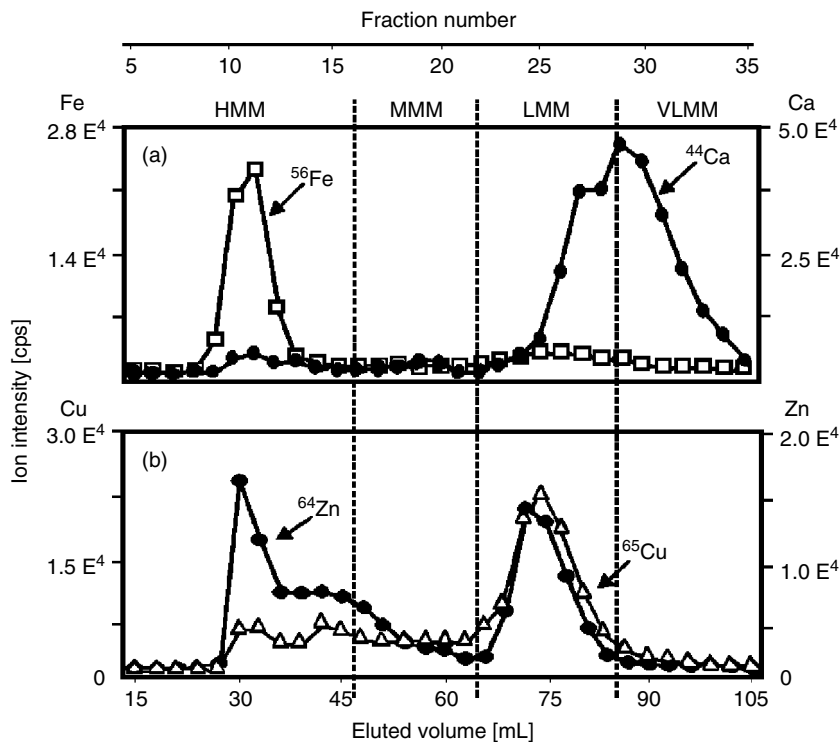 Fraction number
5 10 15 20 25 30 35
Fe HMM MMM LMM VLMM Ca
2.8 E⁴ (a) ⁵⁶Fe ⁴⁴Ca 5.0 E⁴
1.4 E⁴ 2.5 E⁴
0 0
Ion intensity [cps]
Cu Zn
3.0 E⁴ (b) ⁶⁴Zn ⁶⁵Cu 2.0 E⁴
1.5 E⁴ 1.0 E⁴
0 0
15 30 45 60 75 90 105
Eluted volume [mL]